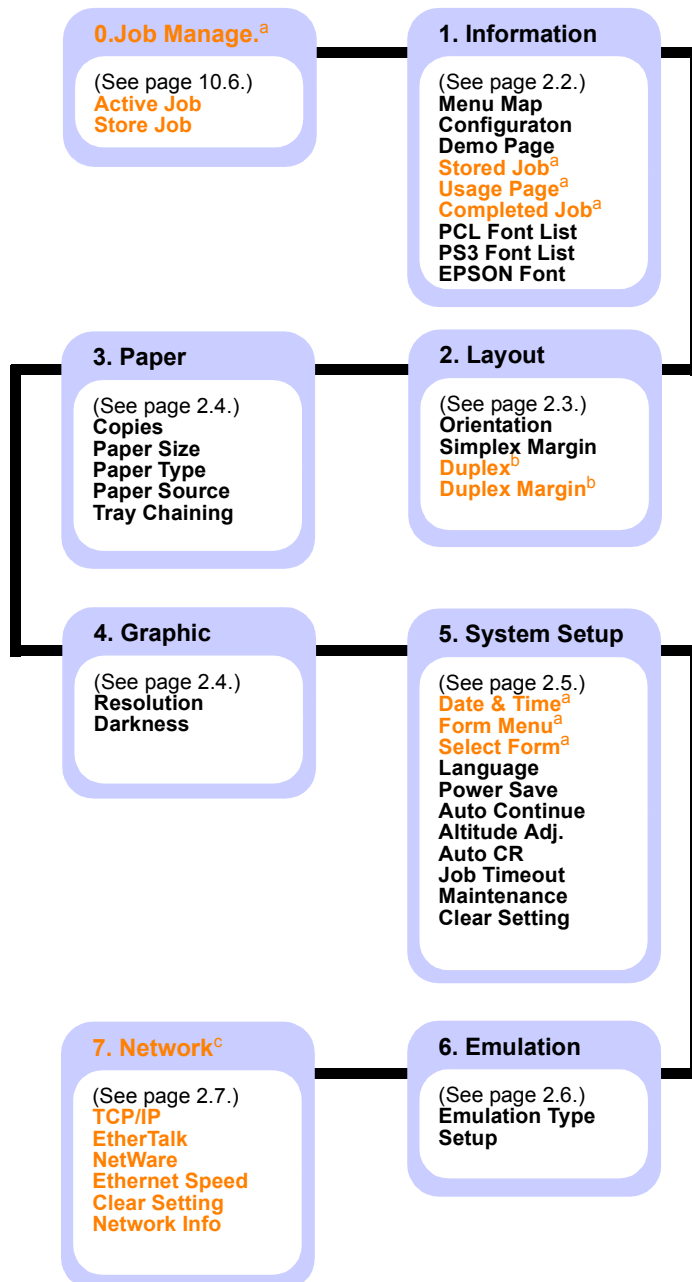 0.Job Manage.a
(See page 10.6.)
Active Job
Store Job
1. Information
(See page 2.2.)
Menu Map
Configuraton
Demo Page
Stored Joba
Usage Pagea
Completed Joba
PCL Font List
PS3 Font List
EPSON Font
2. Layout
(See page 2.3.)
Orientation
Simplex Margin
Duplexb
Duplex Marginb
3. Paper
(See page 2.4.)
Copies
Paper Size
Paper Type
Paper Source
Tray Chaining
4. Graphic
(See page 2.4.)
Resolution
Darkness
5. System Setup
(See page 2.5.)
Date & Timea
Form Menua
Select Forma
Language
Power Save
Auto Continue
Altitude Adj.
Auto CR
Job Timeout
Maintenance
Clear Setting
6. Emulation
(See page 2.6.)
Emulation Type
Setup
7. Networkc
(See page 2.7.)
TCP/IP
EtherTalk
NetWare
Ethernet Speed
Clear Setting
Network Info